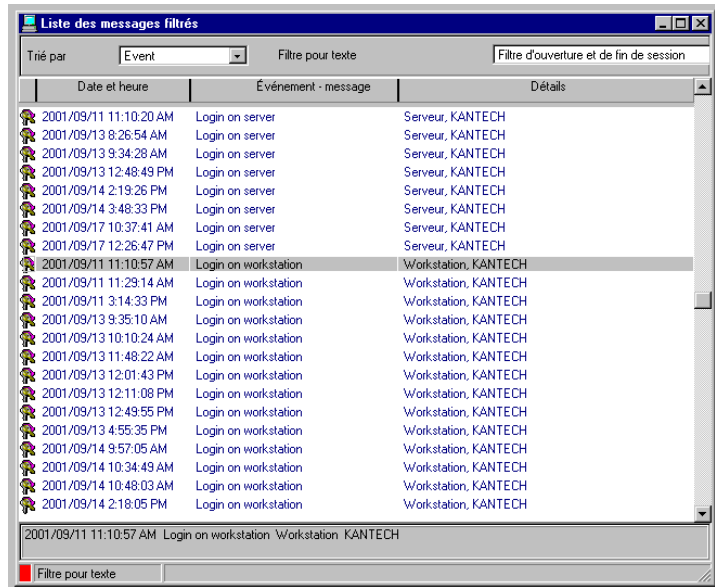 Liste des messages filtrés
Trié par Event Filtre pour texte Filtre d'ouverture et de fin de session
Date et heure Événement - message Détails
2001/09/11 11:10:20 AM Login on server Serveur, KANTECH
2001/09/13 8:26:54 AM Login on server Serveur, KANTECH
2001/09/13 9:34:28 AM Login on server Serveur, KANTECH
2001/09/13 12:48:49 PM Login on server Serveur, KANTECH
2001/09/14 2:19:26 PM Login on server Serveur, KANTECH
2001/09/14 3:48:33 PM Login on server Serveur, KANTECH
2001/09/17 10:37:41 AM Login on server Serveur, KANTECH
2001/09/17 12:26:47 PM Login on server Serveur, KANTECH
2001/09/11 11:10:57 AM Login on workstation Workstation, KANTECH
2001/09/11 11:29:14 AM Login on workstation Workstation, KANTECH
2001/09/11 3:14:33 PM Login on workstation Workstation, KANTECH
2001/09/13 9:35:10 AM Login on workstation Workstation, KANTECH
2001/09/13 10:10:24 AM Login on workstation Workstation, KANTECH
2001/09/13 11:48:22 AM Login on workstation Workstation, KANTECH
2001/09/13 12:01:43 PM Login on workstation Workstation, KANTECH
2001/09/13 12:11:08 PM Login on workstation Workstation, KANTECH
2001/09/13 12:49:55 PM Login on workstation Workstation, KANTECH
2001/09/13 4:55:35 PM Login on workstation Workstation, KANTECH
2001/09/14 9:57:05 AM Login on workstation Workstation, KANTECH
2001/09/14 10:34:49 AM Login on workstation Workstation, KANTECH
2001/09/14 10:48:03 AM Login on workstation Workstation, KANTECH
2001/09/14 2:18:05 PM Login on workstation Workstation, KANTECH
2001/09/11 11:10:57 AM Login on workstation Workstation KANTECH
Filtre pour texte